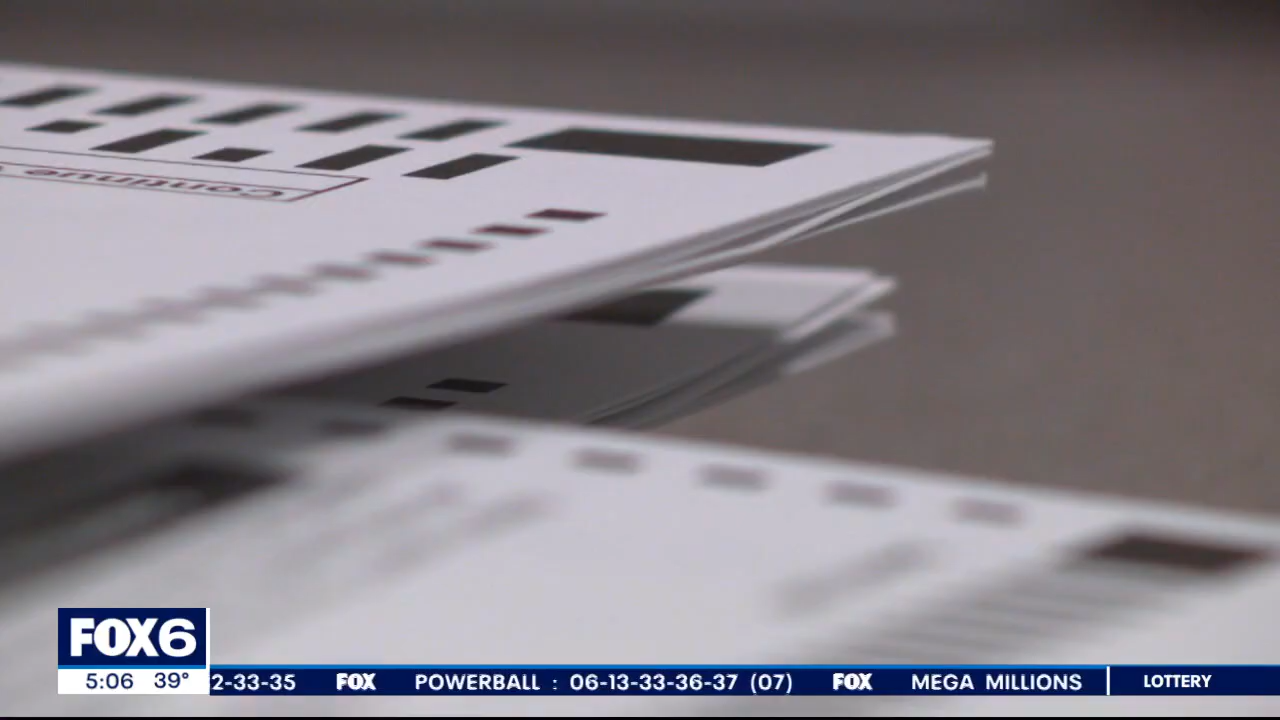 Continue
FOX6
5:06 39°
2-33-35 FOX POWERBALL : 06-13-33-36-37 (07) FOX MEGA MILLIONS LOTTERY